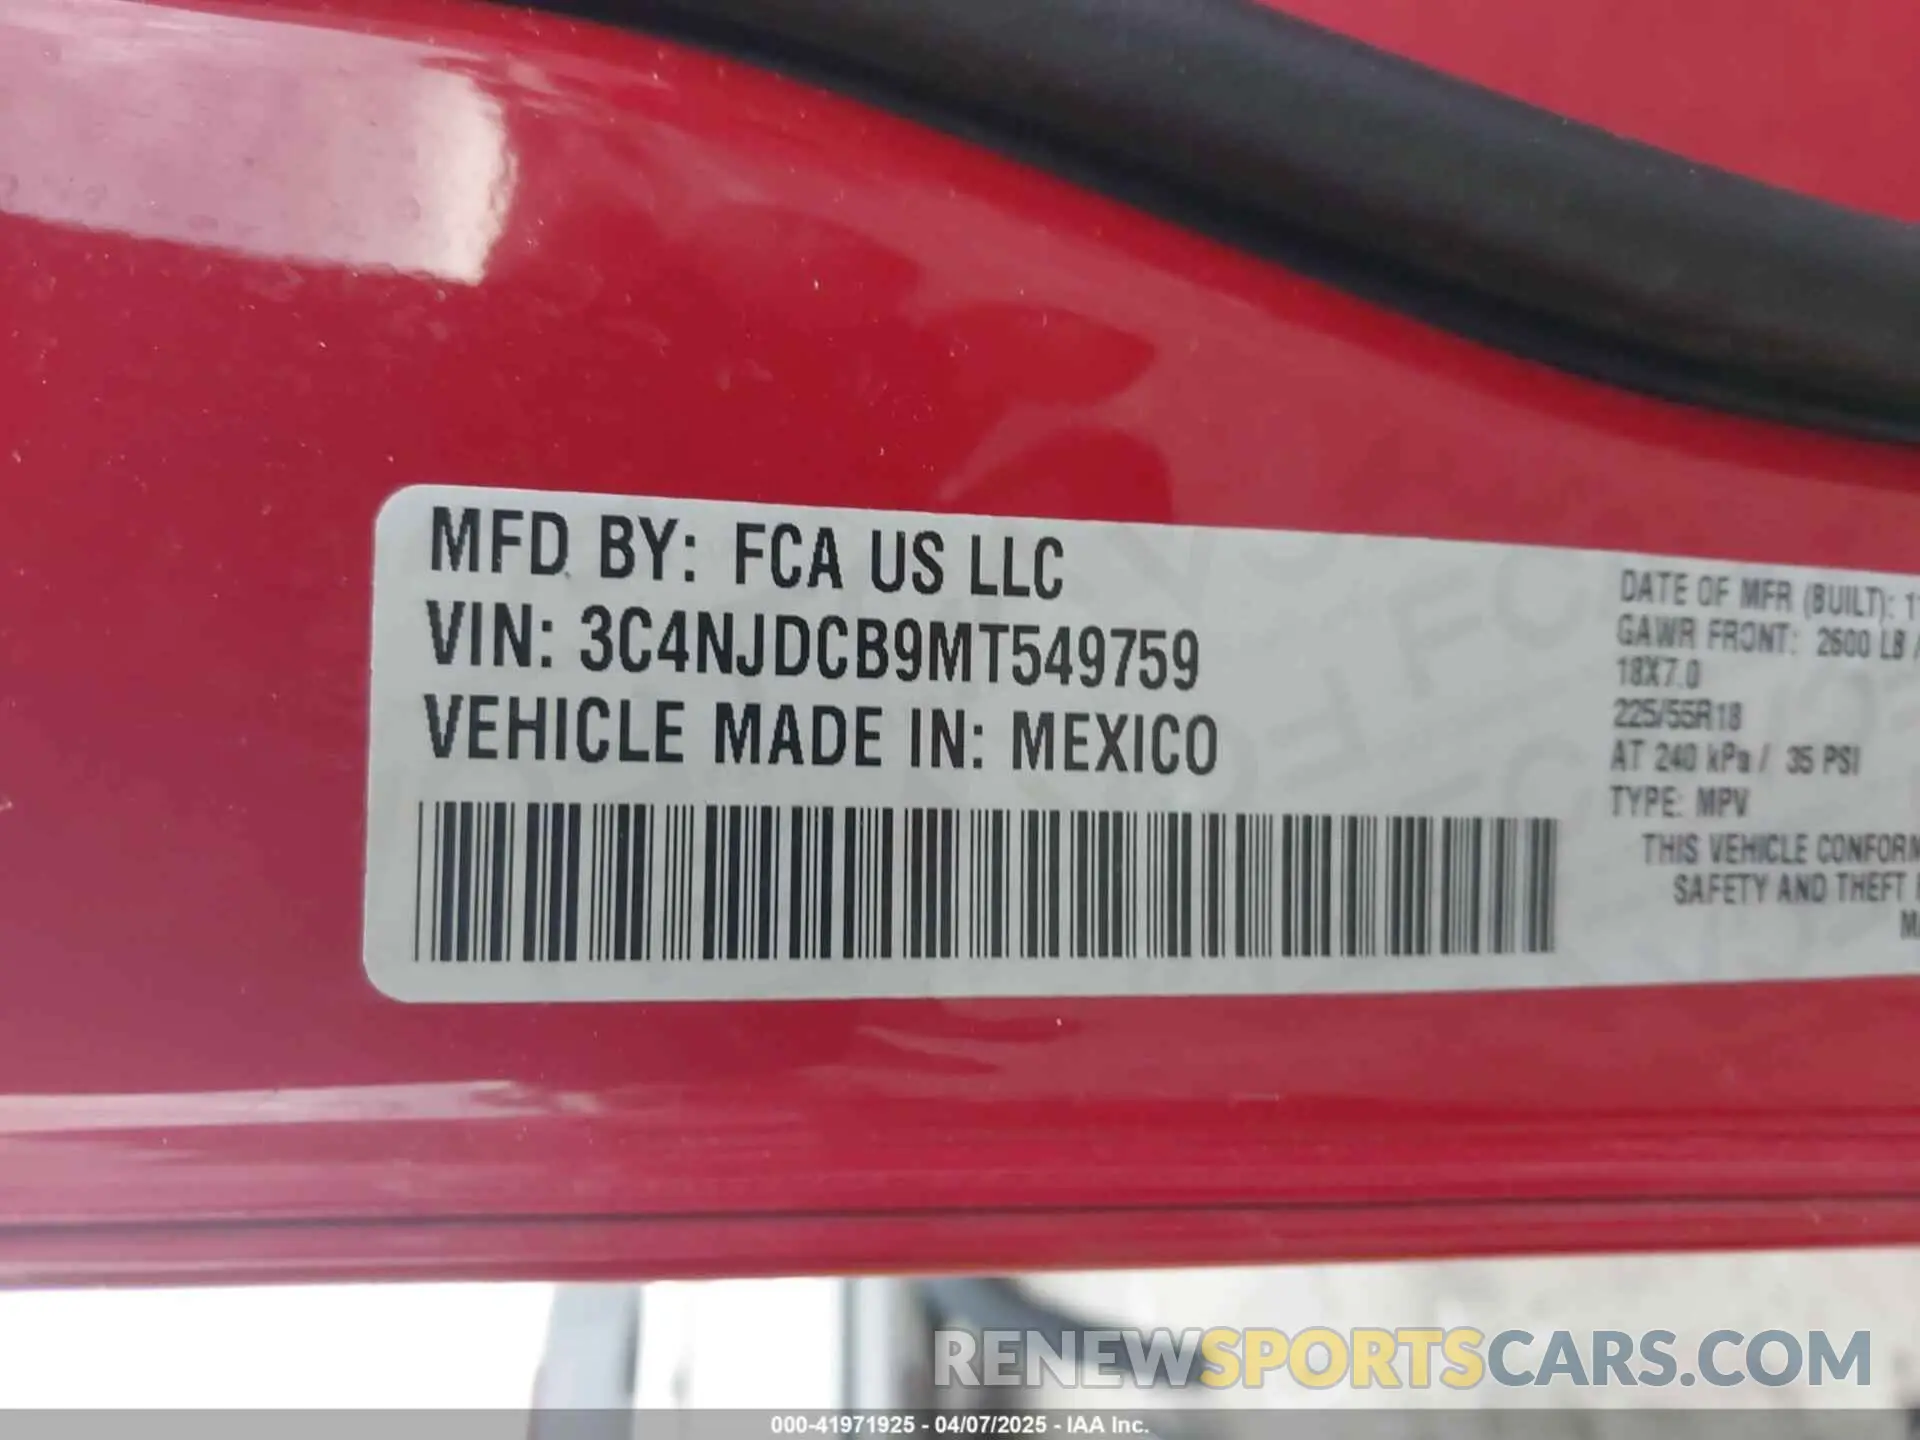 MFD BY: FCA US LLC
VIN: 3C4NJDCB9MT549759
VEHICLE MADE IN: MEXICO
DATE OF MFR (BUILT): 1
GAWR FRONT: 2600 LB /
18X7.0
225/55R18
AT 240 kPa / 35 PSI
TYPE: MPV
THIS VEHICLE CONFORM
SAFETY AND THEFT
RENEWSPORTSCARS.COM
000-41971925 - 04/07/2025 - IAA Inc.